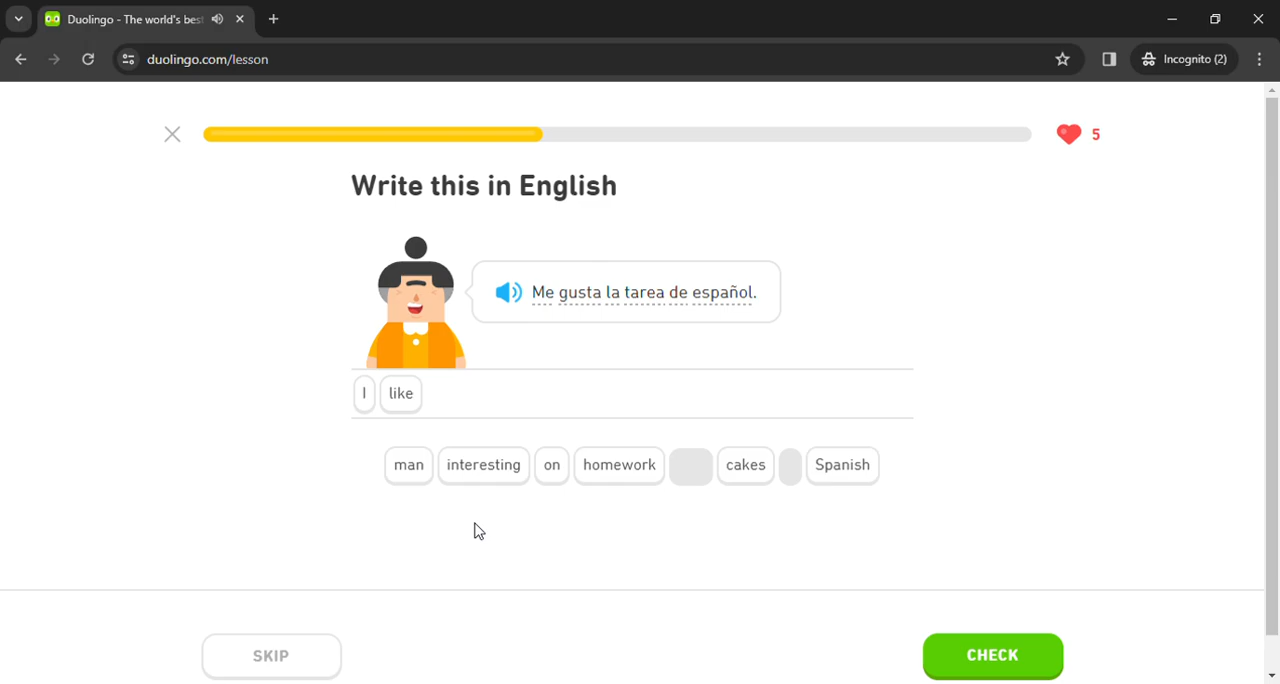 Duolingo - The world's bes
duolingo.com/lesson
Incognito (2)
5
Write this in English
Me gusta la tarea de español.
I like
man interesting on homework cakes Spanish
SKIP
CHECK